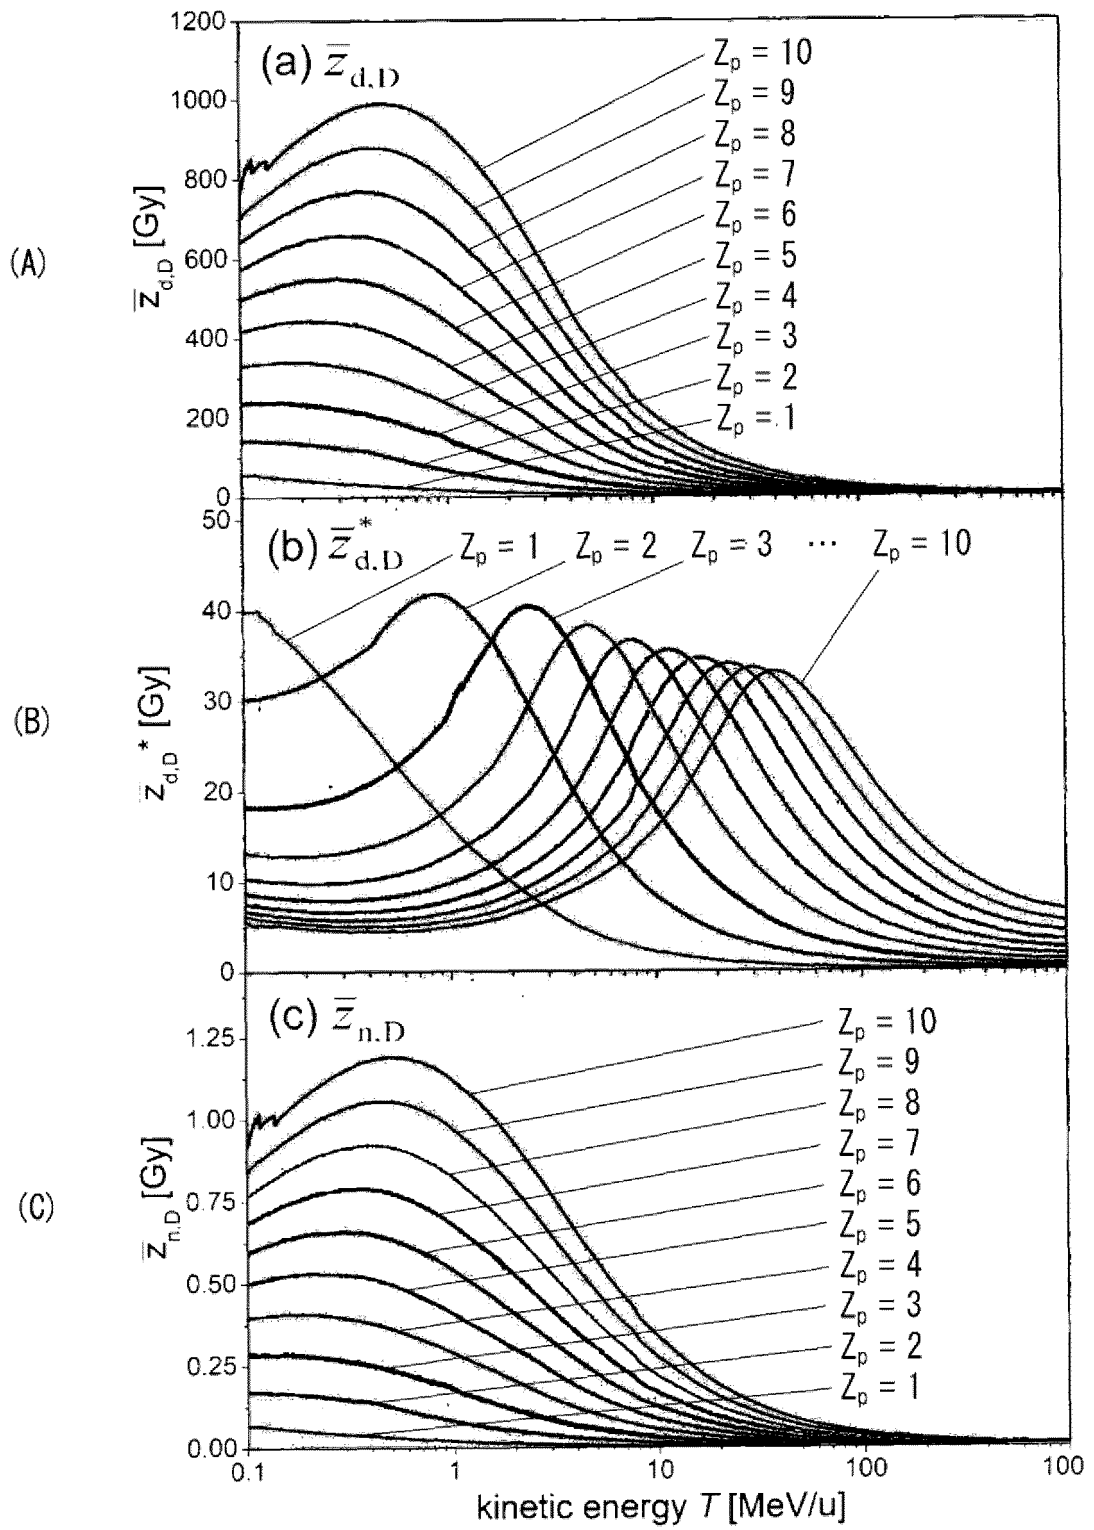 (A)
(a) z̄d,D
z̄d,D [Gy]
1200
1000
800
600
400
200
0
Zp = 10
Zp = 9
Zp = 8
Zp = 7
Zp = 6
Zp = 5
Zp = 4
Zp = 3
Zp = 2
Zp = 1
(B)
(b) z̄d,D*
z̄d,D* [Gy]
50
40
30
20
10
0
Zp = 1 Zp = 2 Zp = 3 ··· Zp = 10
(C)
(c) z̄n,D
z̄n,D [Gy]
1.25
1.00
0.75
0.50
0.25
0.00
Zp = 10
Zp = 9
Zp = 8
Zp = 7
Zp = 6
Zp = 5
Zp = 4
Zp = 3
Zp = 2
Zp = 1
0.1 1 10 100 100
kinetic energy T [MeV/u]